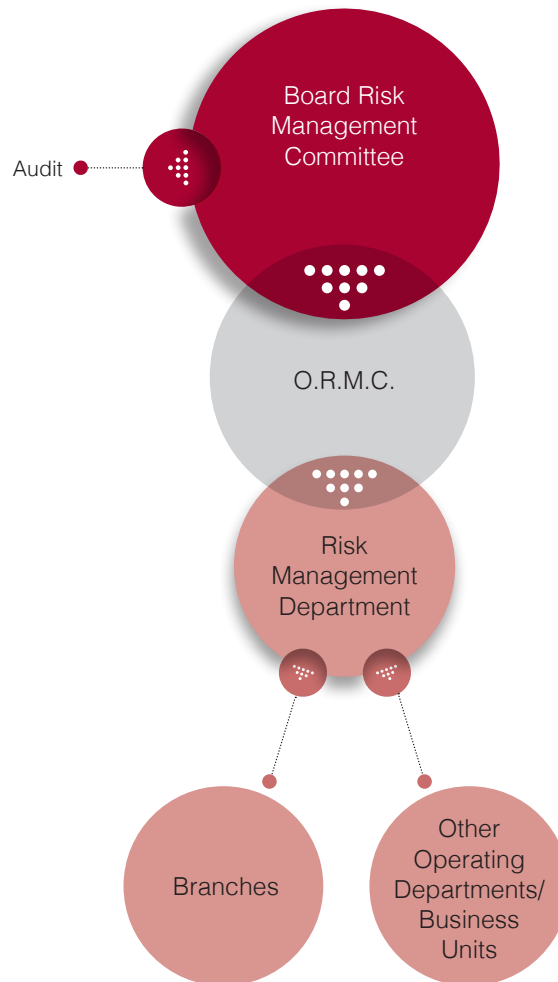 Board Risk
Management
Committee
Audit
O.R.M.C.
Risk
Management
Department
Branches
Other
Operating
Departments/
Business
Units